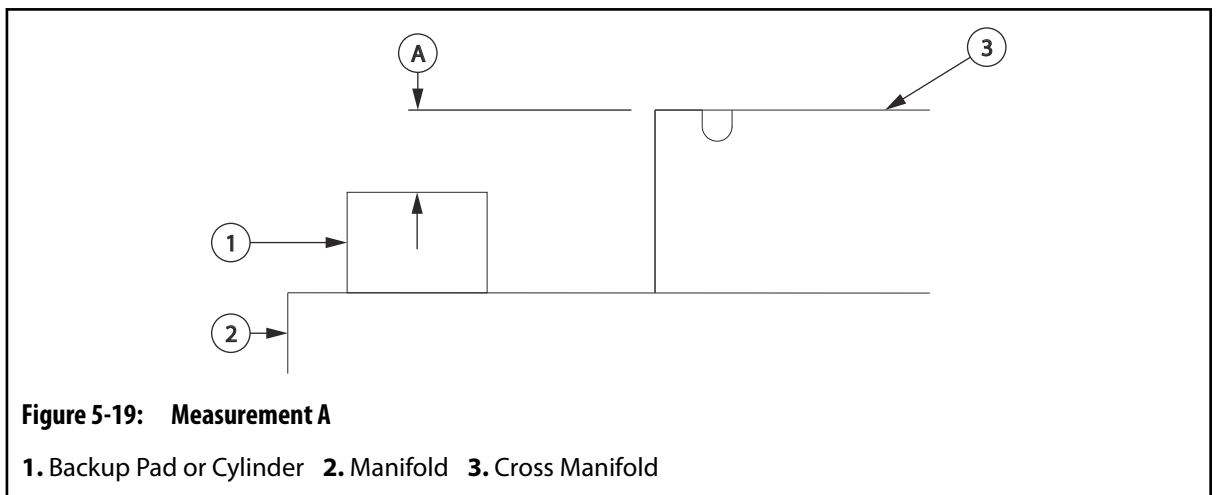 A
3
1
2
Figure 5-19: Measurement A
1. Backup Pad or Cylinder 2. Manifold 3. Cross Manifold